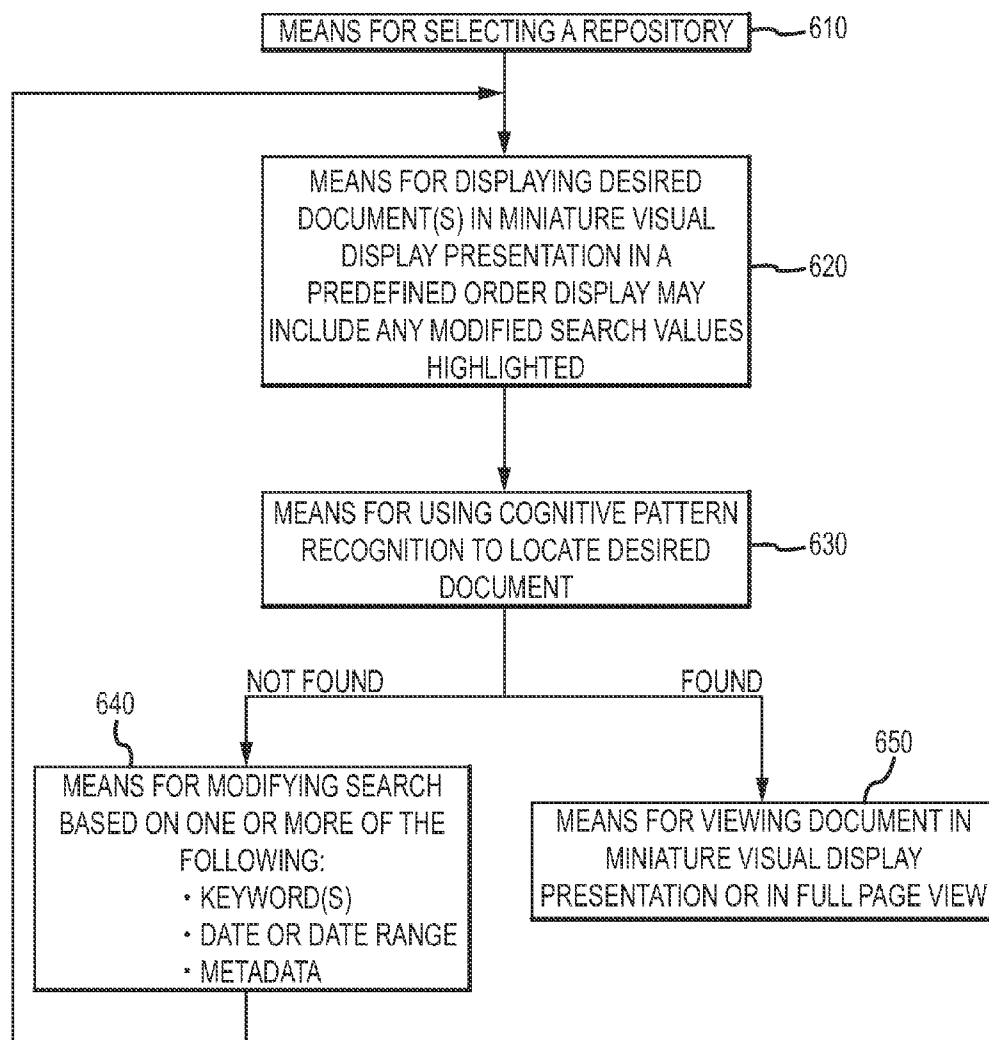 MEANS FOR SELECTING A REPOSITORY
610
MEANS FOR DISPLAYING DESIRED
DOCUMENT(S) IN MINIATURE VISUAL
DISPLAY PRESENTATION IN A
PREDEFINED ORDER DISPLAY MAY
INCLUDE ANY MODIFIED SEARCH VALUES
HIGHLIGHTED
620
MEANS FOR USING COGNITIVE PATTERN
RECOGNITION TO LOCATE DESIRED
DOCUMENT
630
NOT FOUND
FOUND
640
MEANS FOR MODIFYING SEARCH
BASED ON ONE OR MORE OF THE
FOLLOWING:
• KEYWORD(S)
• DATE OR DATE RANGE
• METADATA
650
MEANS FOR VIEWING DOCUMENT IN
MINIATURE VISUAL DISPLAY
PRESENTATION OR IN FULL PAGE VIEW